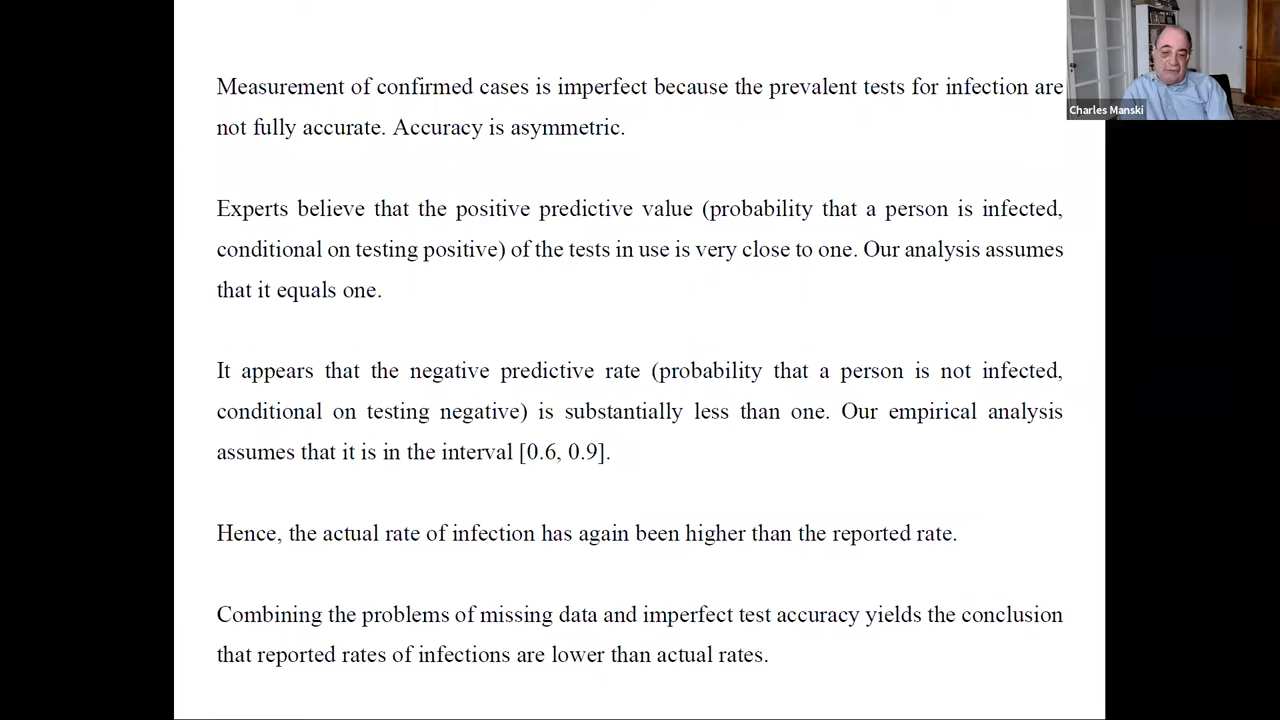 Measurement of confirmed cases is imperfect because the prevalent tests for infection are
not fully accurate. Accuracy is asymmetric.
Experts believe that the positive predictive value (probability that a person is infected,
conditional on testing positive) of the tests in use is very close to one. Our analysis assumes
that it equals one.
It appears that the negative predictive rate (probability that a person is not infected,
conditional on testing negative) is substantially less than one. Our empirical analysis
assumes that it is in the interval [0.6, 0.9].
Hence, the actual rate of infection has again been higher than the reported rate.
Combining the problems of missing data and imperfect test accuracy yields the conclusion
that reported rates of infections are lower than actual rates.
Charles Manski